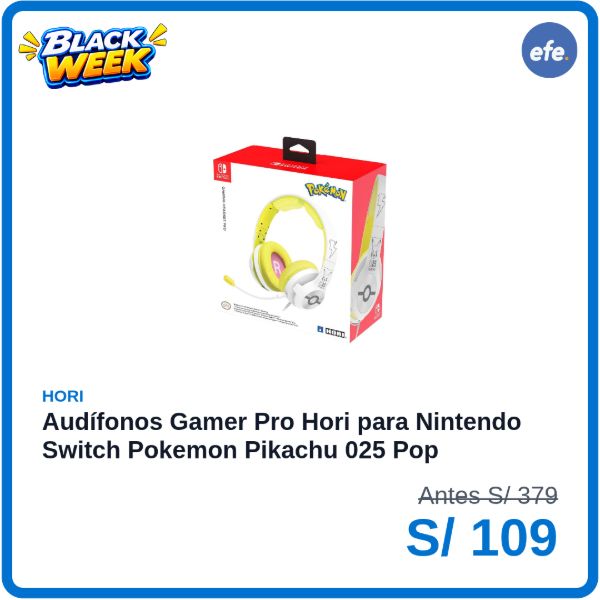 BLACK
WEEK
efe.
POKÉMON
HORI
HORI
Audífonos Gamer Pro Hori para Nintendo
Switch Pokemon Pikachu 025 Pop
Antes S/ 379
S/ 109